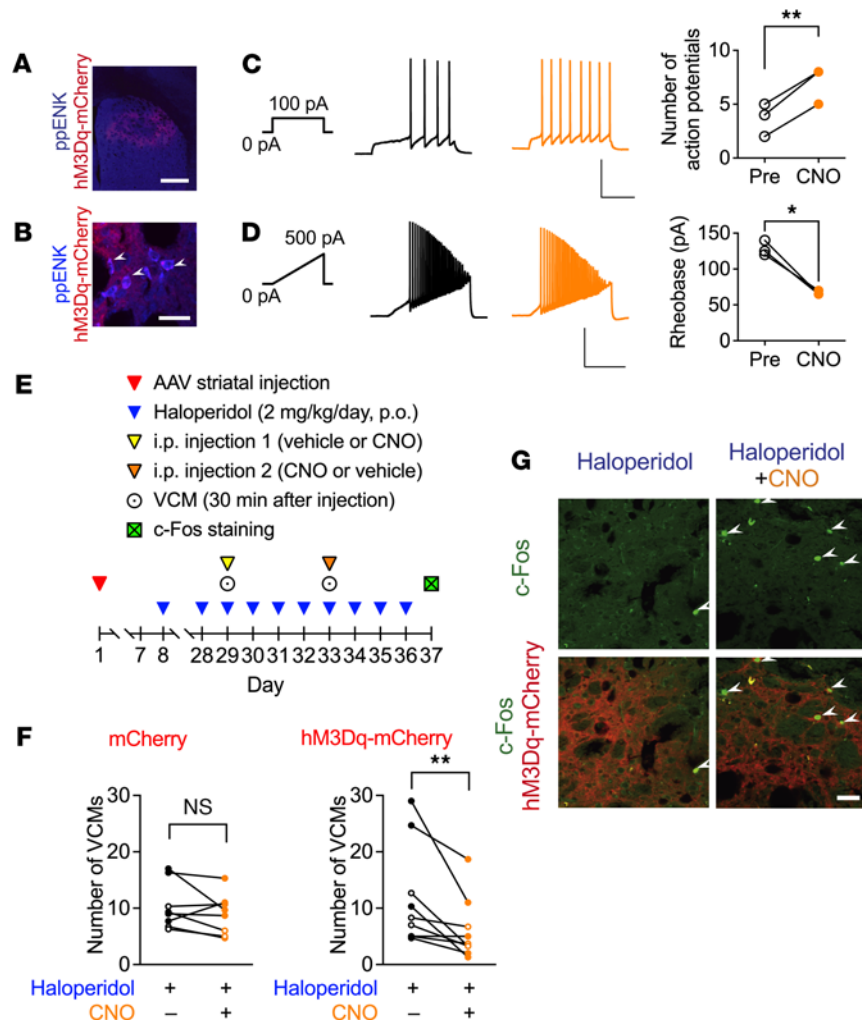 A
ppENK
hM3Dq-mCherry
B
ppENK
hM3Dq-mCherry
C
100 pA
0 pA
**
Number of
action potentials
10
5
0
Pre
CNO
D
500 pA
0 pA
*
Rheobase (pA)
150
100
50
0
Pre
CNO
E
AAV striatal injection
Haloperidol (2 mg/kg/day, p.o.)
i.p. injection 1 (vehicle or CNO)
i.p. injection 2 (CNO or vehicle)
VCM (30 min after injection)
c-Fos staining
1 7 8 28 29 30 31 32 33 34 35 36 37
Day
F
mCherry
NS
Number of VCMs
30
20
10
0
Haloperidol + +
CNO – +
hM3Dq-mCherry
**
Number of VCMs
30
20
10
0
Haloperidol + +
CNO – +
G
Haloperidol
Haloperidol
+CNO
c-Fos
c-Fos
hM3Dq-mCherry